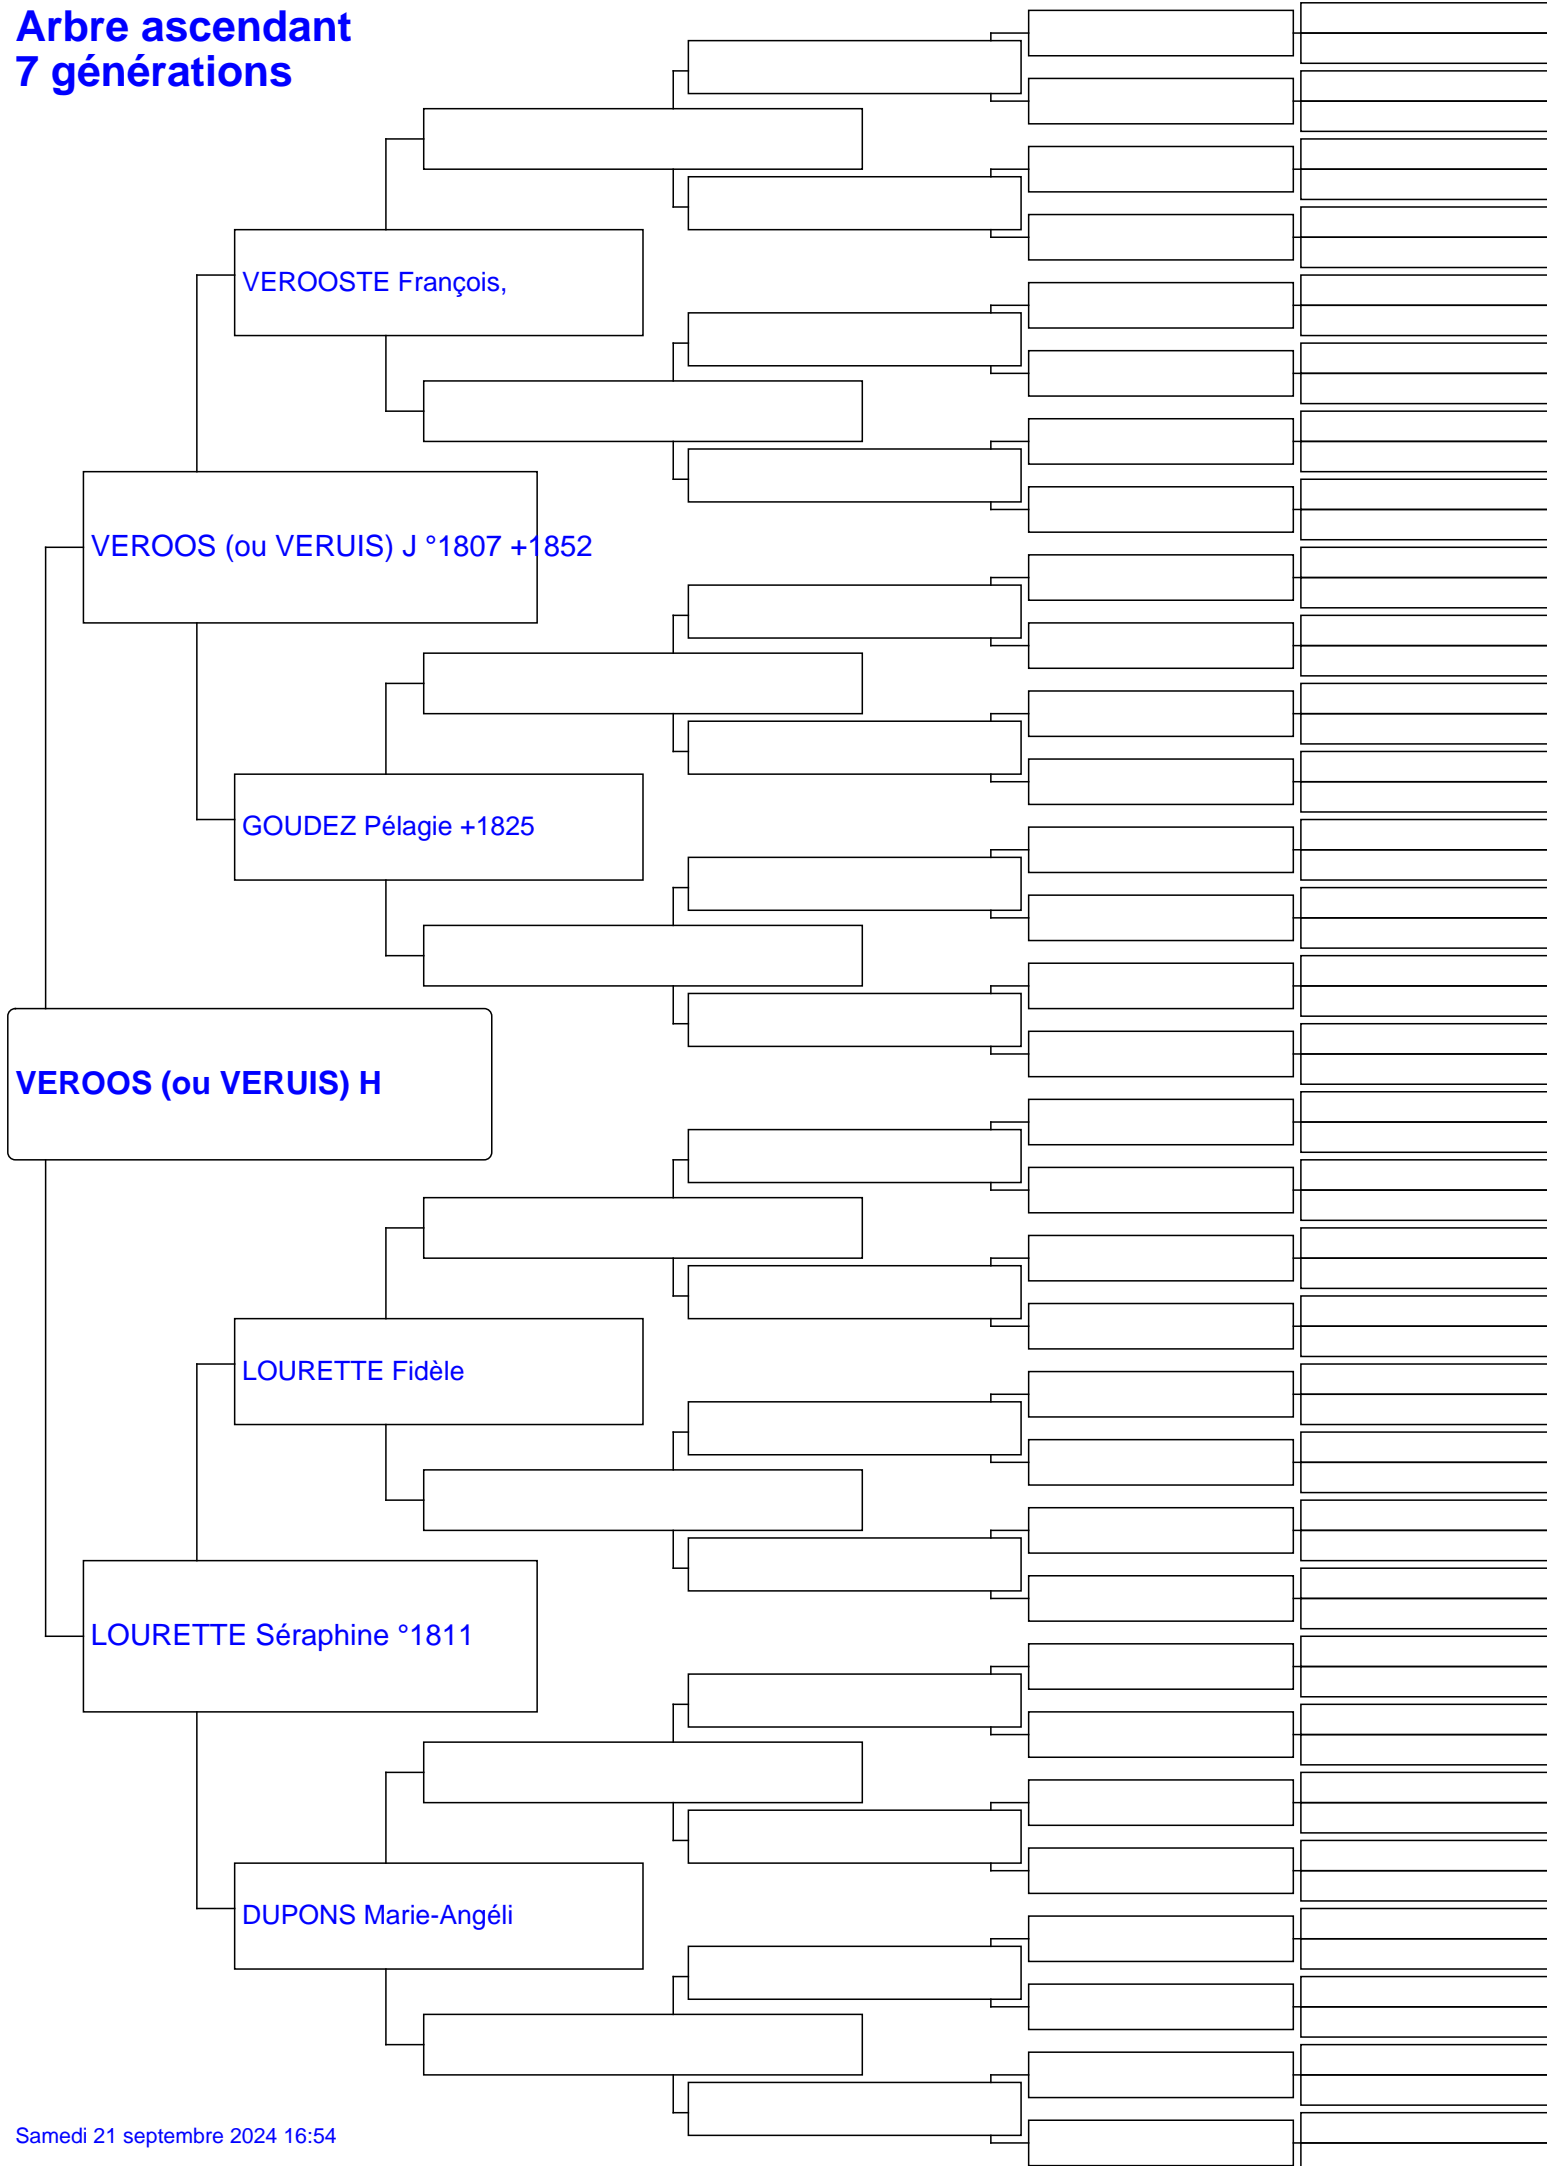 Arbre ascendant
7 générations
VEROOSTE François,
VEROOS (ou VERUIS) J °1807 +1852
GOUDEZ Pélagie +1825
VEROOS (ou VERUIS) H
LOURETTE Fidèle
LOURETTE Séraphine °1811
DUPONS Marie-Angéli
Samedi 21 septembre 2024 16:54